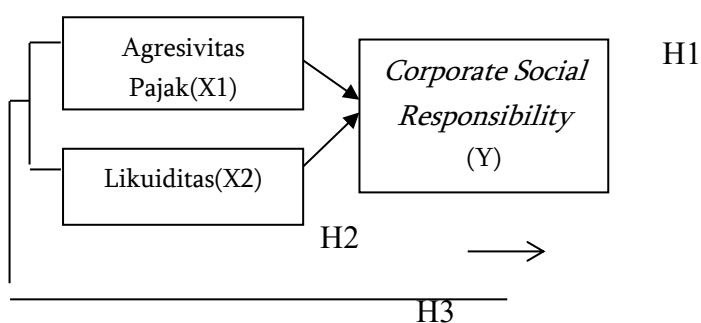 Agresivitas
Pajak(X1)
Corporate Social
Responsibility
(Y)
H1
Likuiditas(X2)
H2
H3